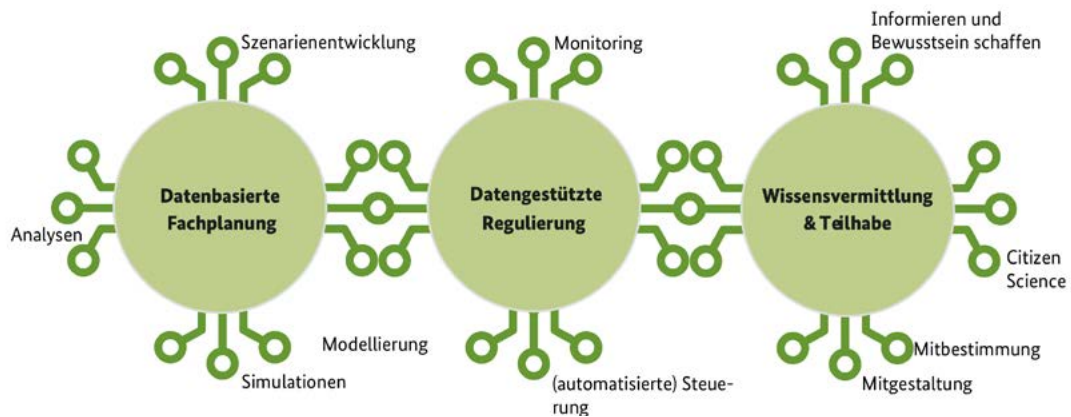 Szenarienentwicklung
Datenbasierte
Fachplanung
Analysen
Modellierung
Simulationen
Monitoring
Datengestützte
Regulierung
(automatisierte) Steue-
rung
Informieren und
Bewusstsein schaffen
Wissensvermittlung
& Teilhabe
Citizen
Science
Mitbestimmung
Mitgestaltung